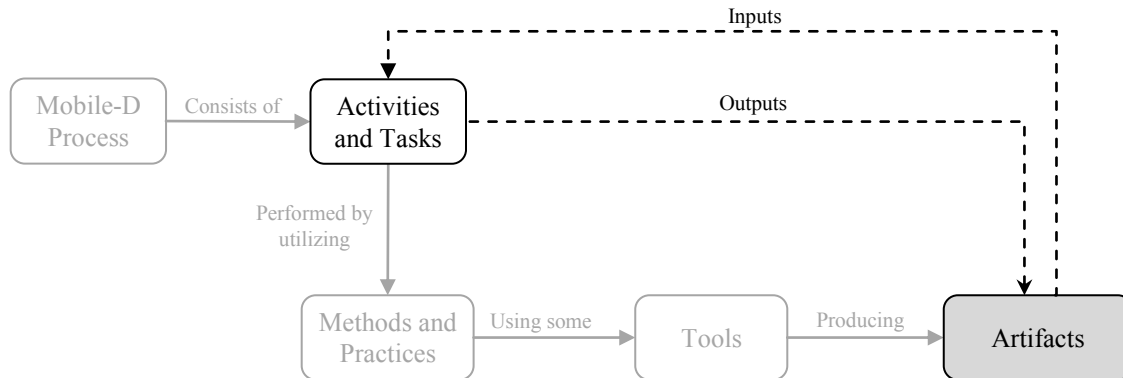 Inputs
Mobile-D
Process
Consists of
Activities
and Tasks
Outputs
Performed by
utilizing
Methods and
Practices
Using some
Tools
Producing
Artifacts